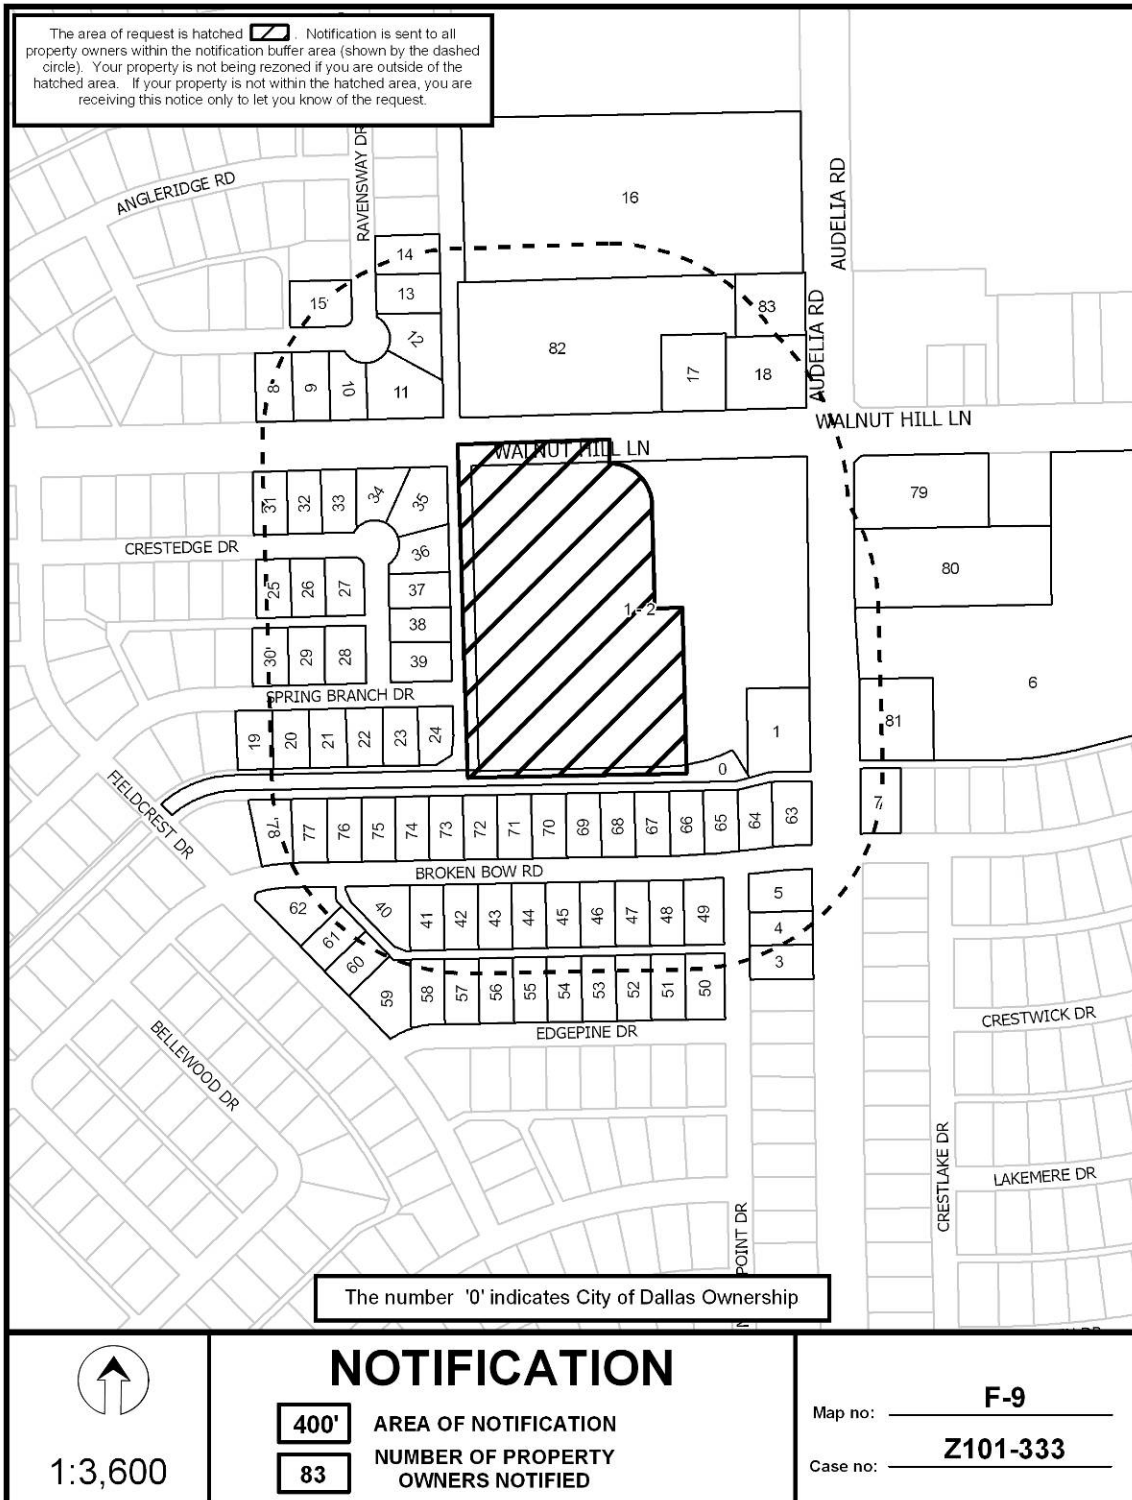 The area of request is hatched . Notification is sent to all
property owners within the notification buffer area (shown by the dashed
circle). Your property is not being rezoned if you are outside of the
hatched area. If your property is not within the hatched area, you are
receiving this notice only to let you know of the request.
ANGLERIDGE RD
RAVENSWAY DR
AUDELIA RD
16
14
13
15
12
83
82
17
18
AUDELIA RD
8
9
10
11
WALNUT HILL LN
WALNUT HILL LN
31
32
33
34
35
79
CRESTEDGE DR
36
80
25
26
27
37
1 - 2
38
30
29
28
39
6
SPRING BRANCH DR
19
20
21
22
23
24
1
81
0
FIELDCREST DR
7
78
77
76
75
74
73
72
71
70
69
68
67
66
65
64
63
BROKEN BOW RD
62
40
41
42
43
44
45
46
47
48
49
5
4
3
61
60
59
58
57
56
55
54
53
52
51
50
EDGEPINE DR
CRESTWICK DR
BELLEWOOD DR
CRESTLAKE DR
LAKEMERE DR
POINT DR
The number '0' indicates City of Dallas Ownership
1:3,600
NOTIFICATION
400' AREA OF NOTIFICATION
83 NUMBER OF PROPERTY
OWNERS NOTIFIED
Map no: F-9
Case no: Z101-333